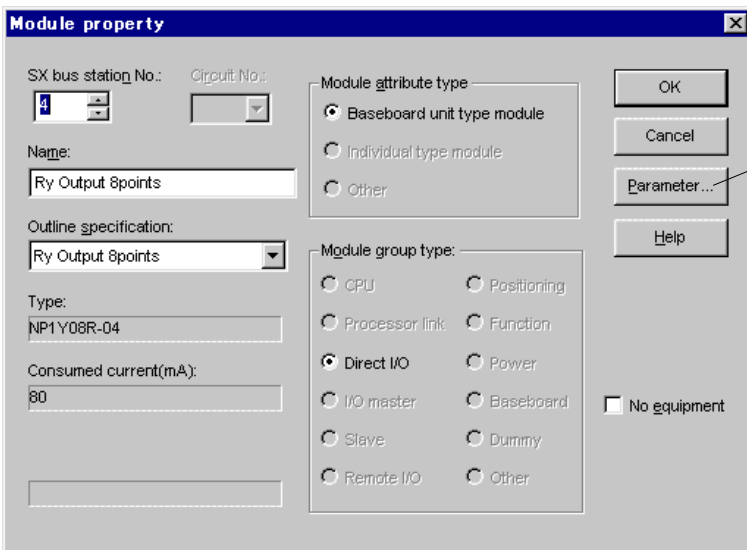 Module property
SX bus station No.:
4
Circuit No.:
Name:
Ry Output 8points
Outline specification:
Ry Output 8points
Type:
NP1Y08R-04
Consumed current(mA):
80
Module attribute type
Baseboard unit type module
Individual type module
Other
Module group type:
CPU
Positioning
Processor link
Function
Direct I/O
Power
I/O master
Baseboard
Slave
Dummy
Remote I/O
Other
OK
Cancel
Parameter...
Help
No equipment